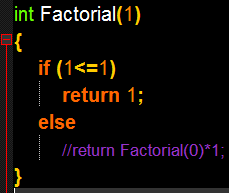 int Factorial(1)
{
if (1<=1)
return 1;
else
//return Factorial(0)*1;
}